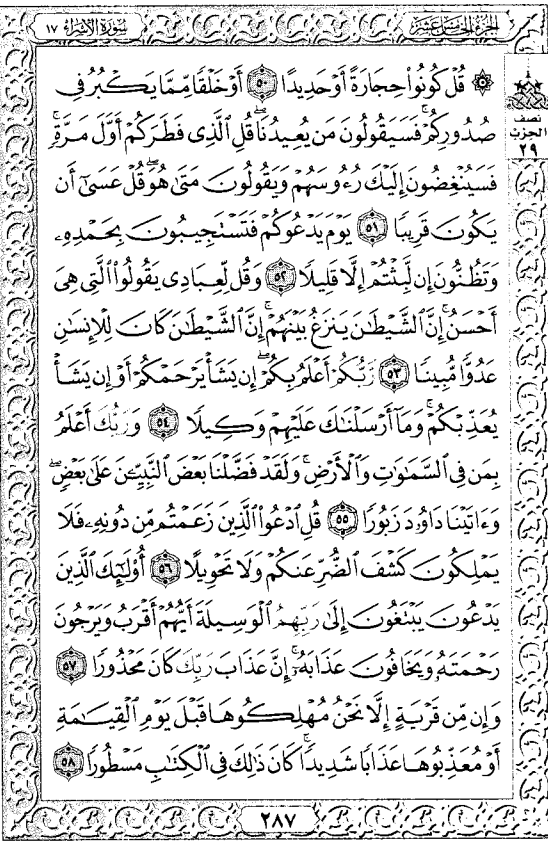 الجزء الخامس عشر
سورة الإسراء ١٧
۞ قُلْ كُونُوا۟ حِجَارَةً أَوْ حَدِيدًا ٥٠ أَوْ خَلْقًا مِّمَّا يَكْبُرُ فِى
صُدُورِكُمْ ۚ فَسَيَقُولُونَ مَن يُعِيدُنَا ۖ قُلِ ٱلَّذِى فَطَرَكُمْ أَوَّلَ مَرَّةٍ ۚ
فَسَيُنْغِضُونَ إِلَيْكَ رُءُوسَهُمْ وَيَقُولُونَ مَتَىٰ هُوَ ۖ قُلْ عَسَىٰٓ أَن
يَكُونَ قَرِيبًا ٥١ يَوْمَ يَدْعُوكُمْ فَتَسْتَجِيبُونَ بِحَمْدِهِۦ
وَتَظُنُّونَ إِن لَّبِثْتُمْ إِلَّا قَلِيلًا ٥٢ وَقُل لِّعِبَادِى يَقُولُوا۟ ٱلَّتِى هِىَ
أَحْسَنُ ۚ إِنَّ ٱلشَّيْطَـٰنَ يَنزَغُ بَيْنَهُمْ ۚ إِنَّ ٱلشَّيْطَـٰنَ كَانَ لِلْإِنسَـٰنِ
عَدُوًّا مُّبِينًا ٥٣ رَّبُّكُمْ أَعْلَمُ بِكُمْ ۖ إِن يَشَأْ يَرْحَمْكُمْ أَوْ إِن يَشَأْ
يُعَذِّبْكُمْ ۚ وَمَآ أَرْسَلْنَـٰكَ عَلَيْهِمْ وَكِيلًا ٥٤ وَرَبُّكَ أَعْلَمُ
بِمَن فِى ٱلسَّمَـٰوَٰتِ وَٱلْأَرْضِ ۗ وَلَقَدْ فَضَّلْنَا بَعْضَ ٱلنَّبِيِّـۧنَ عَلَىٰ بَعْضٍ ۖ
وَءَاتَيْنَا دَاوُۥدَ زَبُورًا ٥٥ قُلِ ٱدْعُوا۟ ٱلَّذِينَ زَعَمْتُم مِّن دُونِهِۦ فَلَا
يَمْلِكُونَ كَشْفَ ٱلضُّرِّ عَنكُمْ وَلَا تَحْوِيلًا ٥٦ أُو۟لَـٰٓئِكَ ٱلَّذِينَ
يَدْعُونَ يَبْتَغُونَ إِلَىٰ رَبِّهِمُ ٱلْوَسِيلَةَ أَيُّهُمْ أَقْرَبُ وَيَرْجُونَ
رَحْمَتَهُۥ وَيَخَافُونَ عَذَابَهُۥٓ ۚ إِنَّ عَذَابَ رَبِّكَ كَانَ مَحْذُورًا ٥٧
وَإِن مِّن قَرْيَةٍ إِلَّا نَحْنُ مُهْلِكُوهَا قَبْلَ يَوْمِ ٱلْقِيَـٰمَةِ
أَوْ مُعَذِّبُوهَا عَذَابًا شَدِيدًا ۚ كَانَ ذَٰلِكَ فِى ٱلْكِتَـٰبِ مَسْطُورًا ٥٨
نصف
الحزب
٢٩
٢٨٧